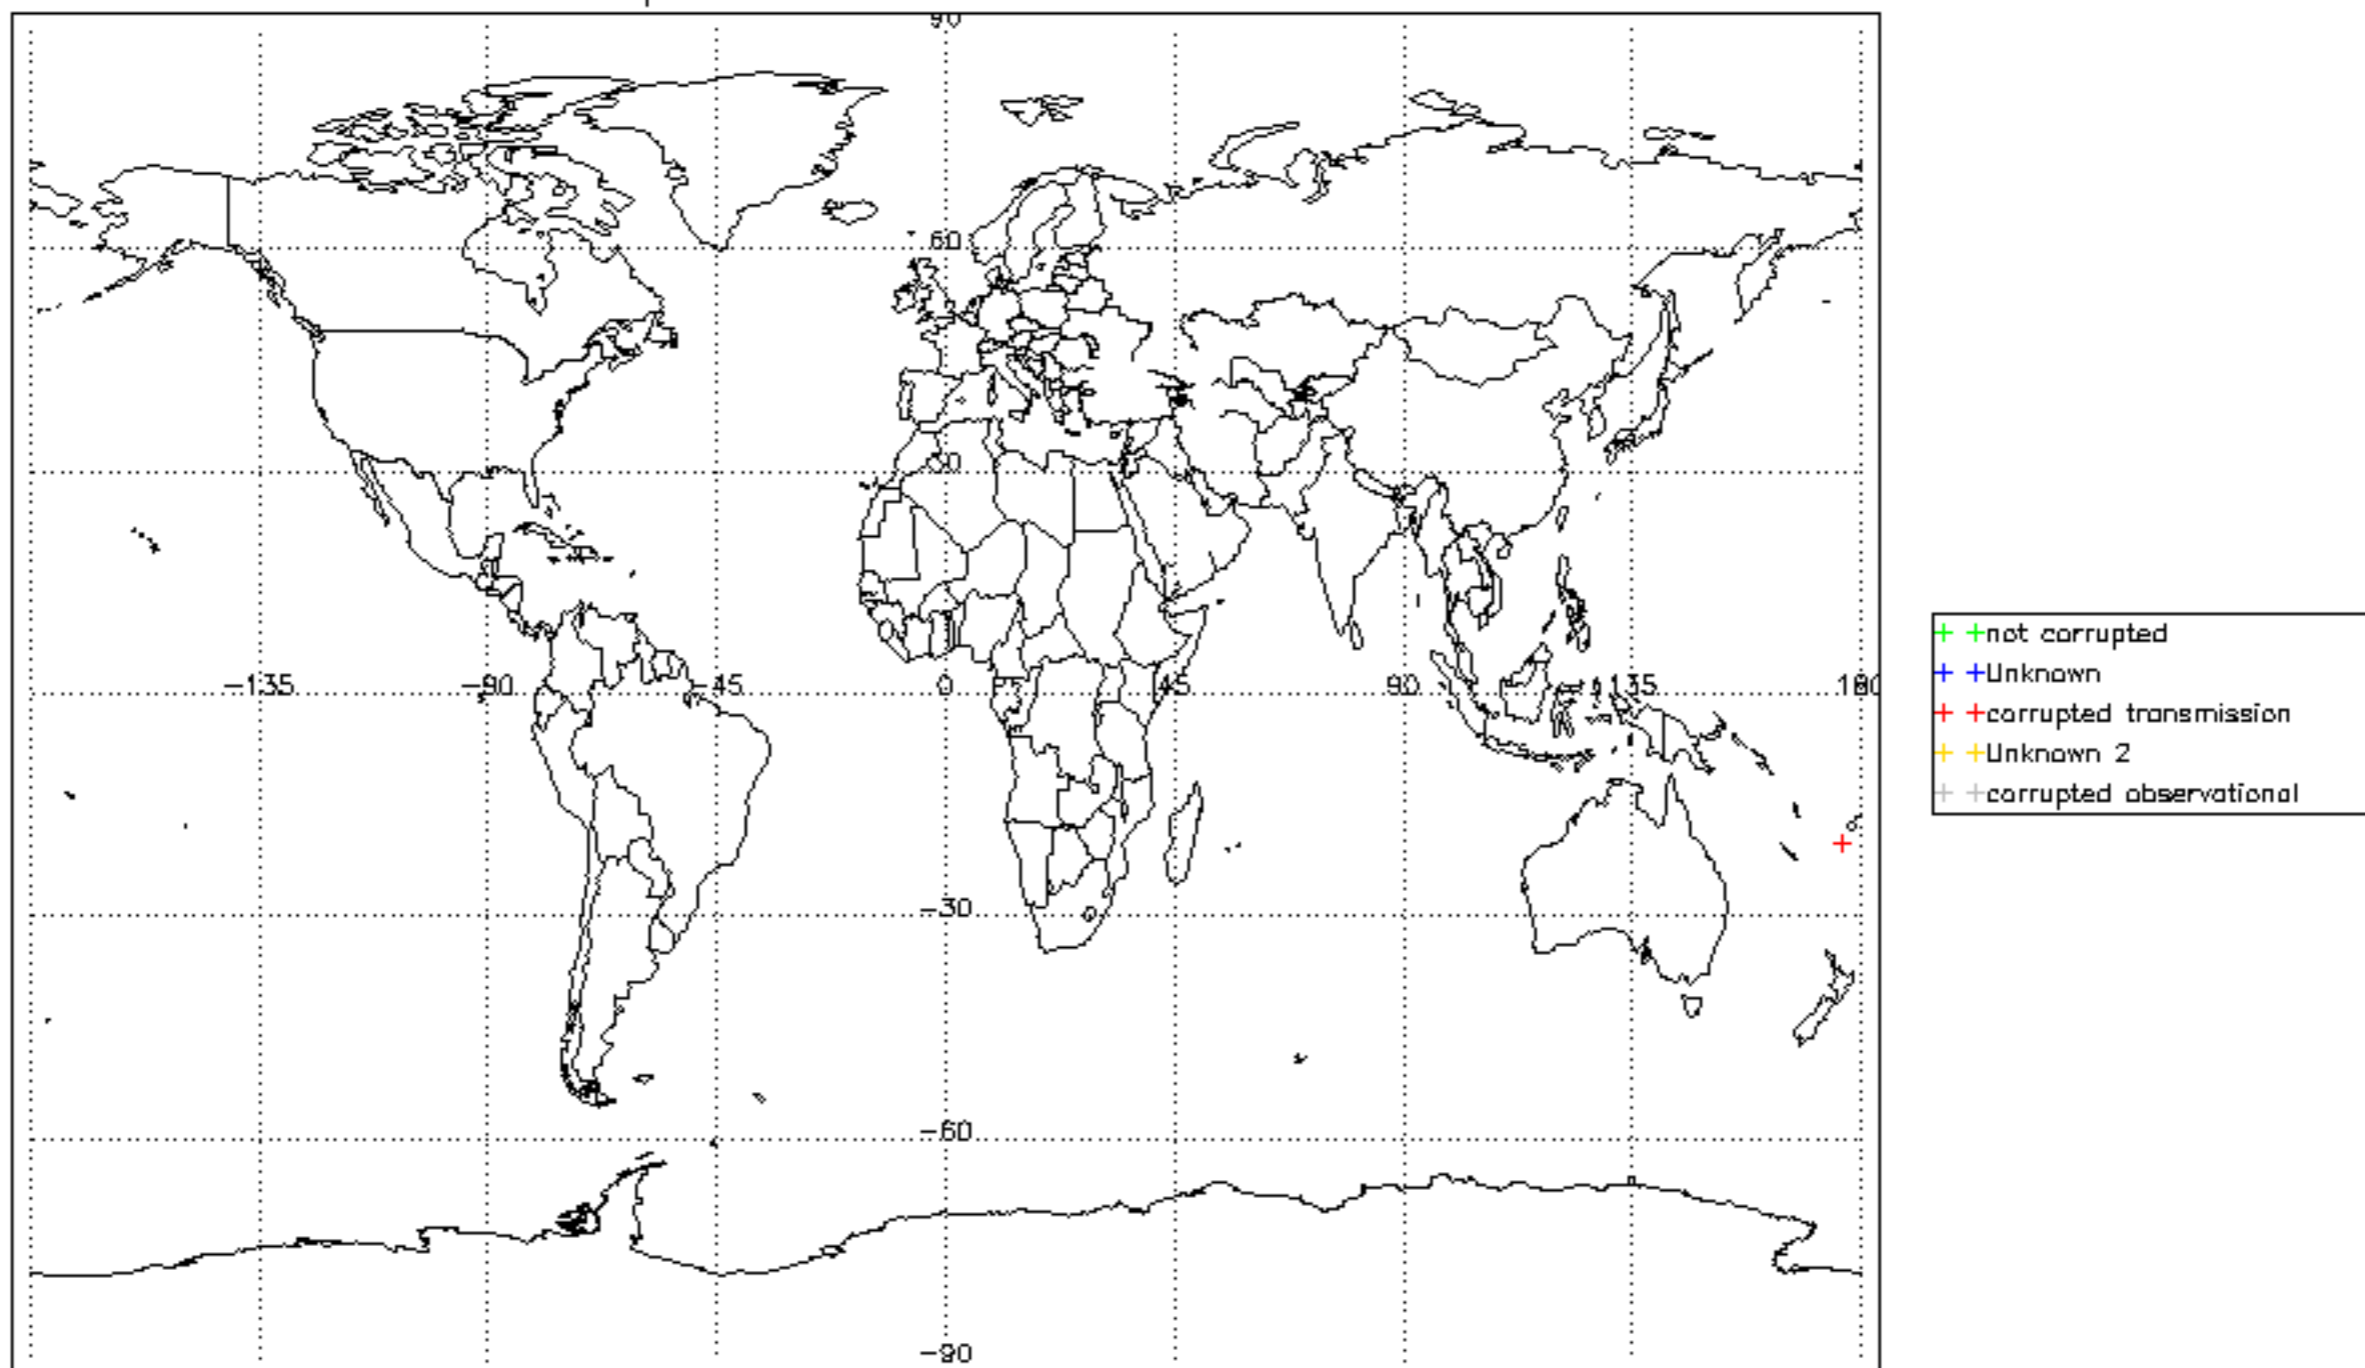 90
60
30
-135 -90 -45 0 45 90 135 180
-30
-60
-90
not corrupted
Unknown
corrupted transmission
Unknown 2
corrupted observational